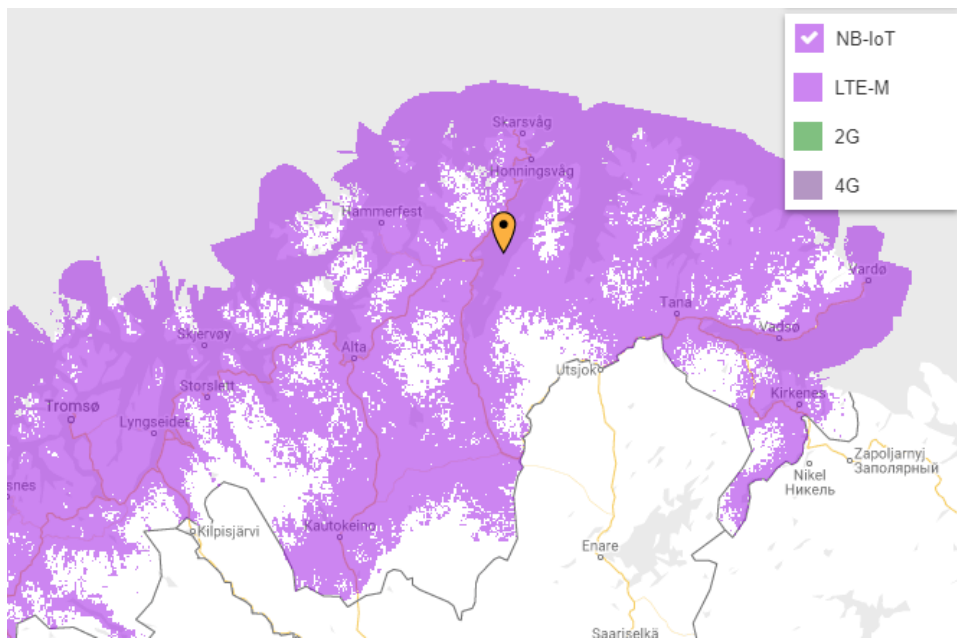 NB-IoT
LTE-M
2G
4G
Skarsvåg
Honningsvåg
Hammerfest
Vardø
Tana
Vadsø
Skjervøy
Alta
Utsjok
Storslett
Kirkenes
Tromsø
Lyngseidet
Zapoljarnyj
Заполярный
Nikel
Никель
snes
Kautokeino
Kilpisjärvi
Enare
Saariselkä